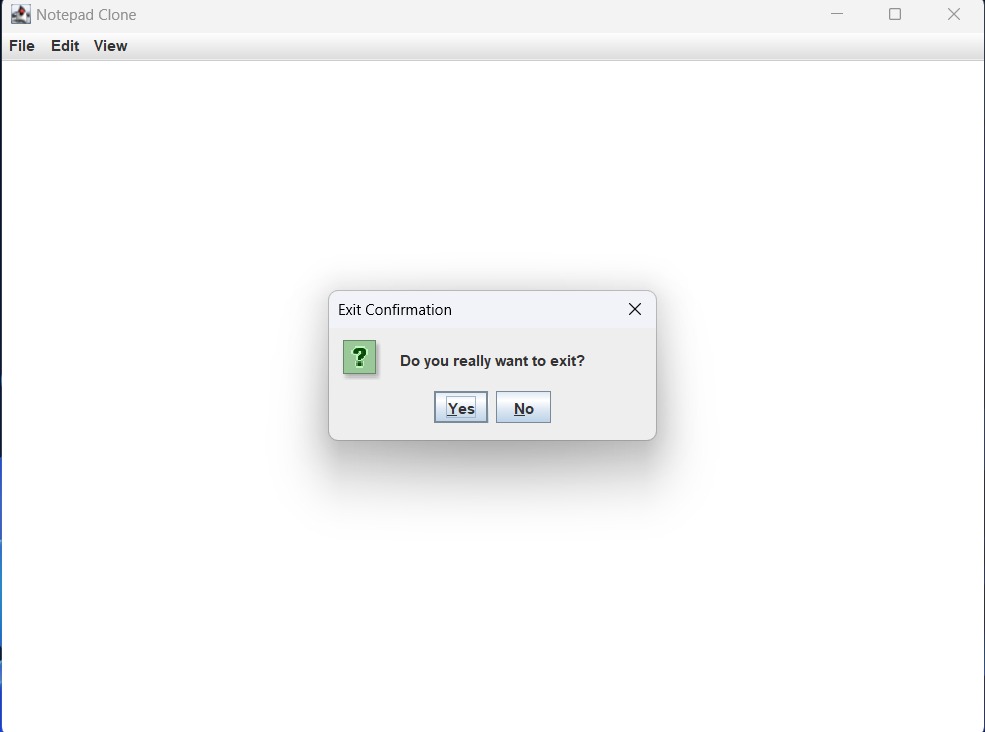 Notepad Clone
File Edit View
Exit Confirmation
? Do you really want to exit?
Yes No